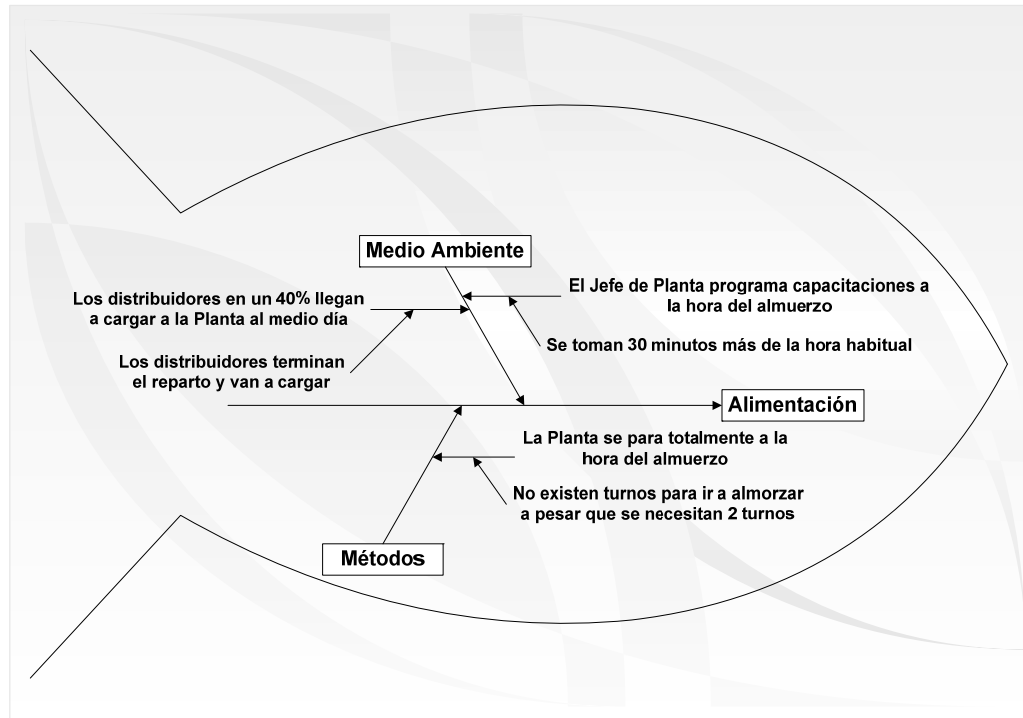 Medio Ambiente
El Jefe de Planta programa capacitaciones a
la hora del almuerzo
Los distribuidores en un 40% llegan
a cargar a la Planta al medio día
Se toman 30 minutos más de la hora habitual
Los distribuidores terminan
el reparto y van a cargar
Alimentación
La Planta se para totalmente a la
hora del almuerzo
No existen turnos para ir a almorzar
a pesar que se necesitan 2 turnos
Métodos